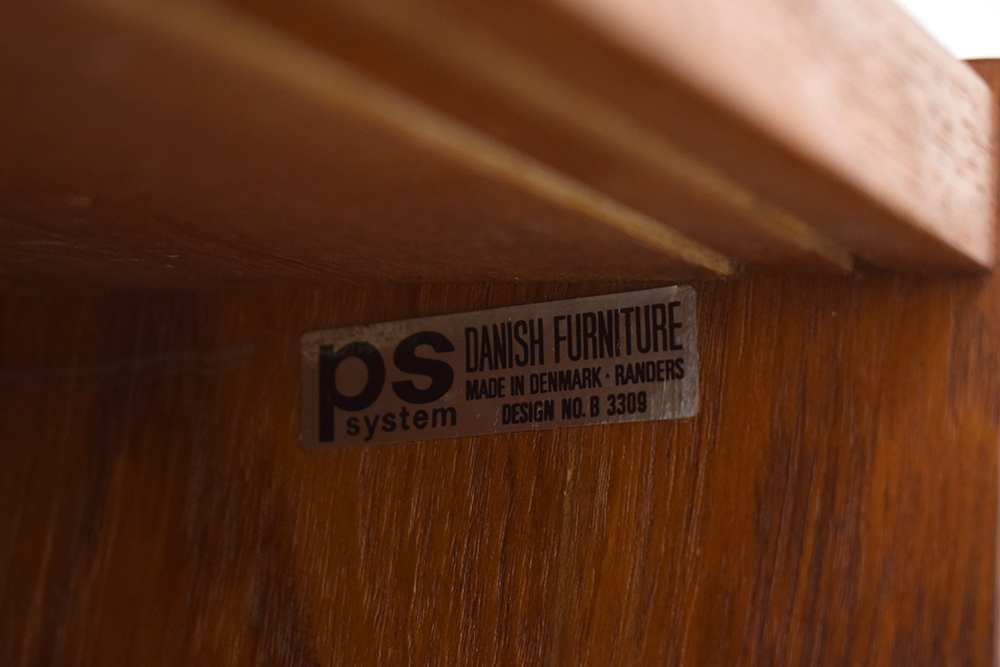 ps
system
DANISH FURNITURE
MADE IN DENMARK · RANDERS
DESIGN NO. B 3309